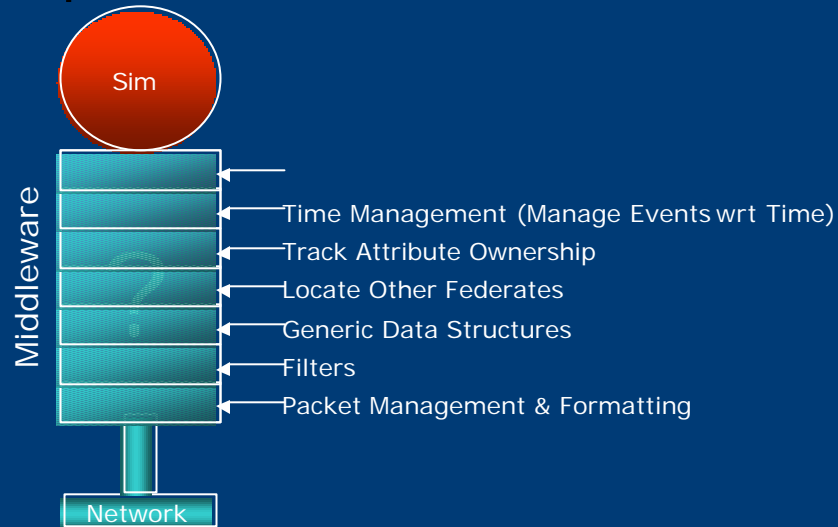 Sim
Middleware
Time Management (Manage Events wrt Time)
Track Attribute Ownership
Locate Other Federates
?
Generic Data Structures
Filters
Packet Management & Formatting
Network